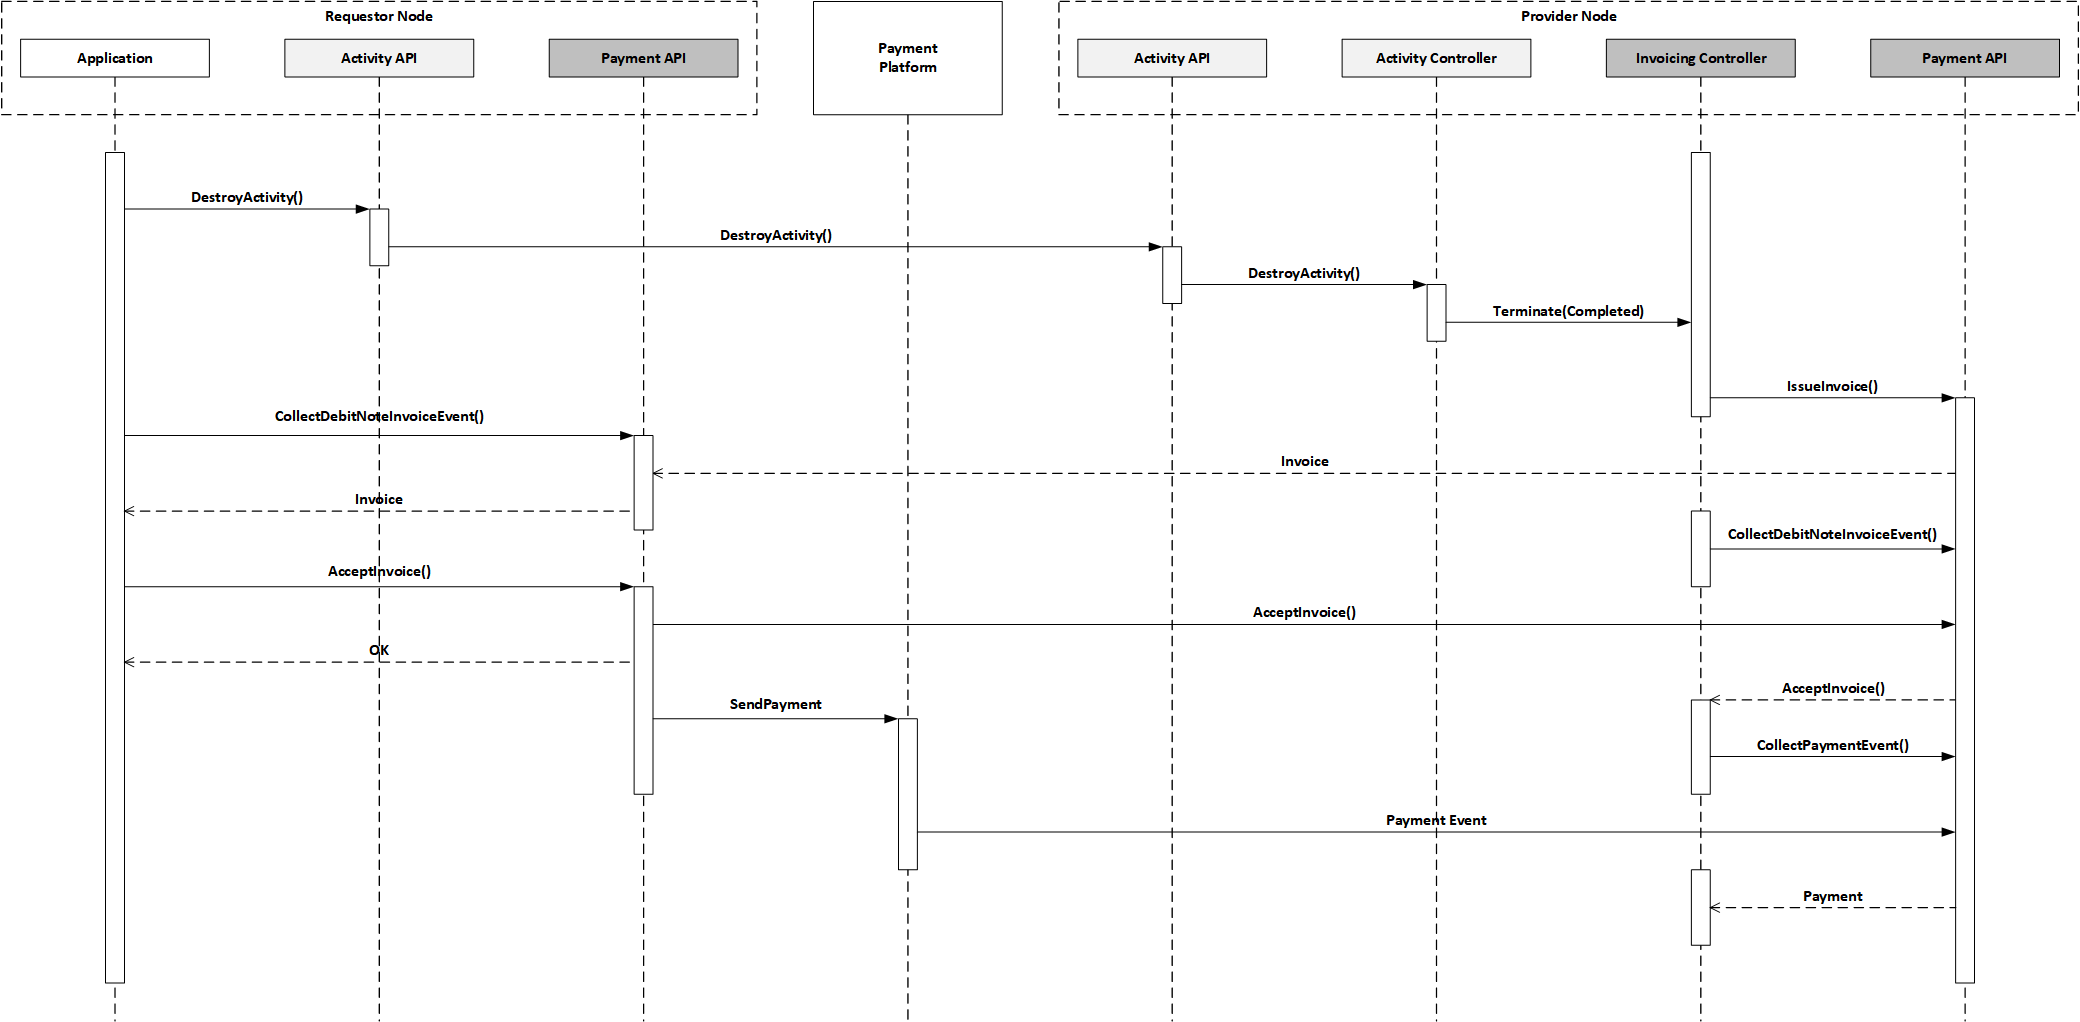 Requestor Node
Provider Node
Application
Activity API
Payment API
Payment
Platform
Activity API
Activity Controller
Invoicing Controller
Payment API
DestroyActivity()
DestroyActivity()
DestroyActivity()
Terminate(Completed)
IssueInvoice()
CollectDebitNoteInvoiceEvent()
Invoice
Invoice
CollectDebitNoteInvoiceEvent()
AcceptInvoice()
AcceptInvoice()
OK
AcceptInvoice()
SendPayment
CollectPaymentEvent()
Payment Event
Payment